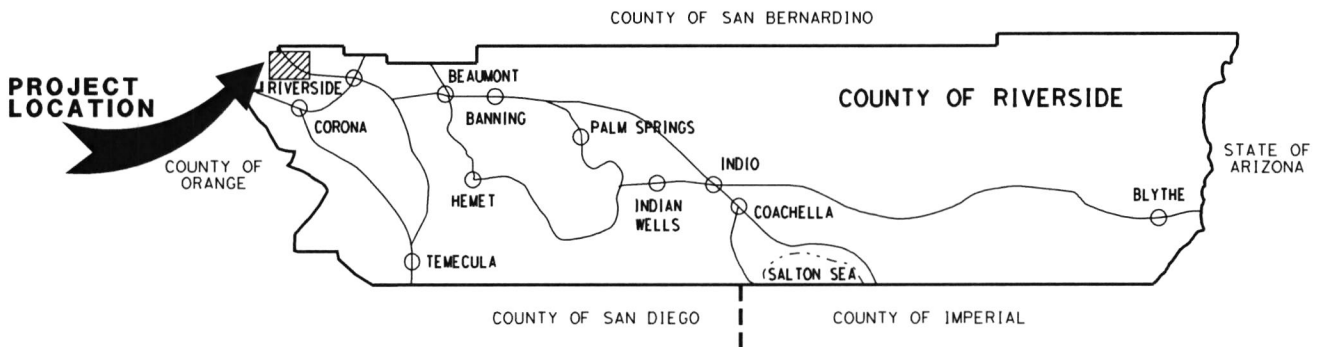 COUNTY OF SAN BERNARDINO
PROJECT
LOCATION
RIVERSIDE
CORONA
BEAUMONT
BANNING
PALM SPRINGS
COUNTY OF RIVERSIDE
COUNTY OF
ORANGE
HEMET
INDIAN
WELLS
INDIO
COACHELLA
BLYTHE
STATE OF
ARIZONA
TEMECULA
(SALTON SEA
COUNTY OF SAN DIEGO
COUNTY OF IMPERIAL